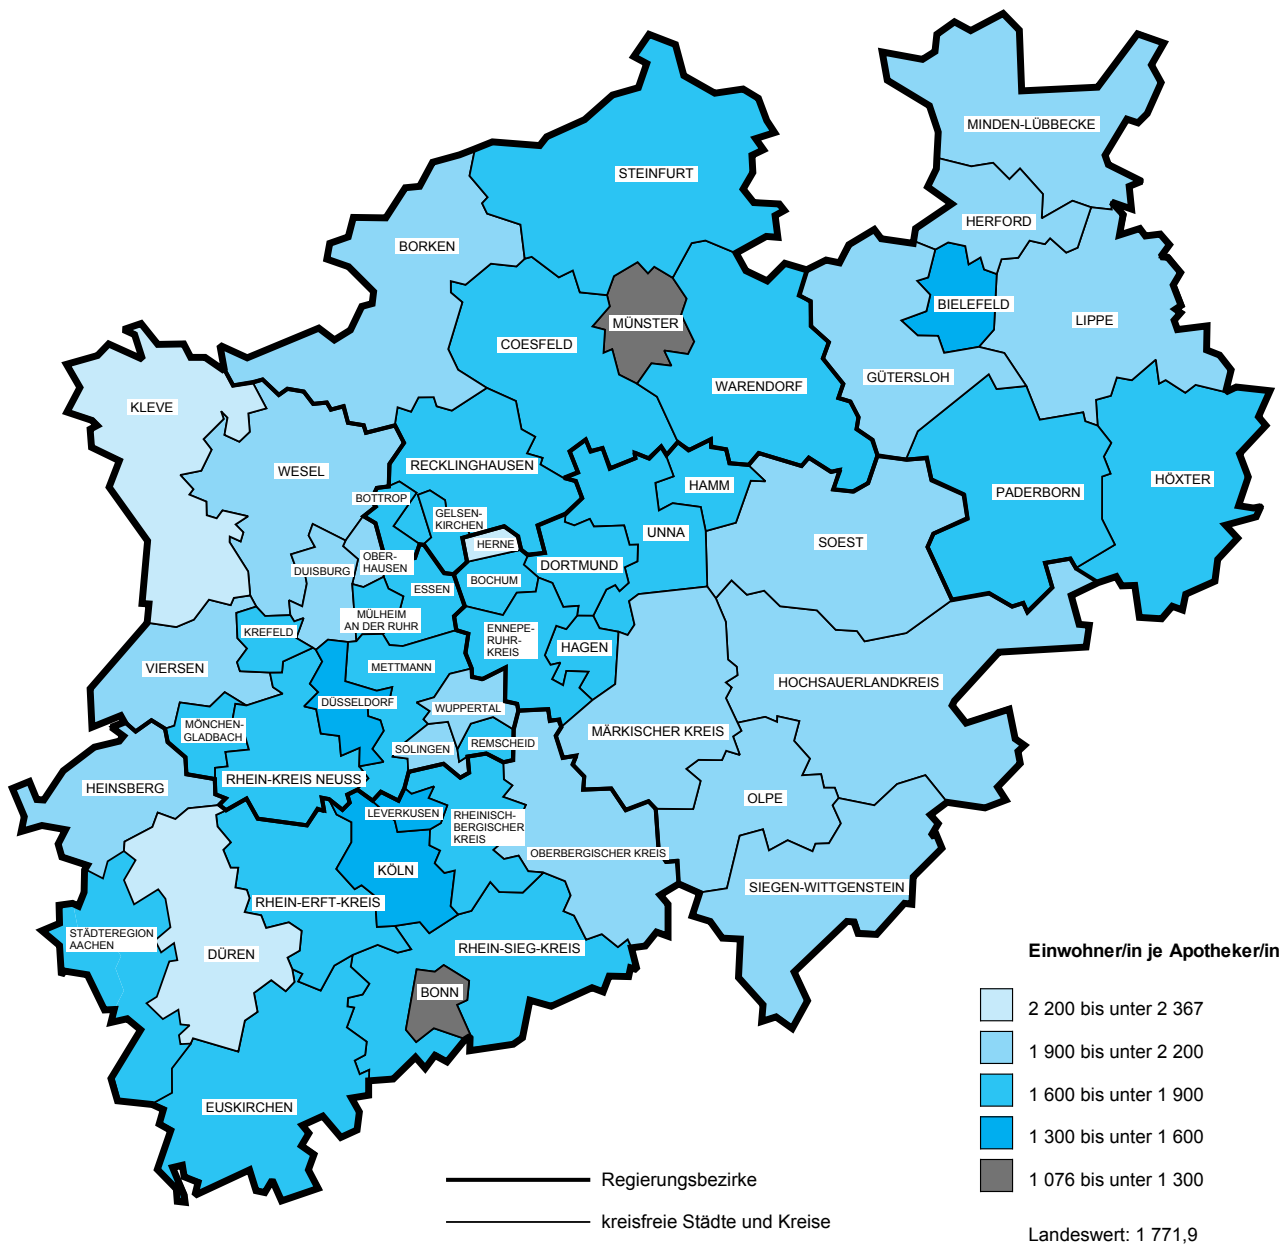 MINDEN-LÜBBECKE
STEINFURT
HERFORD
BORKEN
BIELEFELD
MÜNSTER
LIPPE
COESFELD
GÜTERSLOH
WARENDORF
KLEVE
RECKLINGHAUSEN
WESEL
HÖXTER
HAMM
PADERBORN
BOTTROP
GELSEN-
KIRCHEN
UNNA
SOEST
HERNE
OBER-
HAUSEN
DORTMUND
DUISBURG
BOCHUM
ESSEN
MÜLHEIM
AN DER RUHR
KREFELD
ENNEPE-
RUHR-
KREIS
HAGEN
VIERSEN
METTMANN
HOCHSAUERLANDKREIS
DÜSSELDORF
WUPPERTAL
MÖNCHEN-
GLADBACH
MÄRKISCHER KREIS
REMSCHEID
SOLINGEN
RHEIN-KREIS NEUSS
HEINSBERG
OLPE
LEVERKUSEN
RHEINISCH-
BERGISCHER
KREIS
OBERBERGISCHER KREIS
KÖLN
SIEGEN-WITTGENSTEIN
RHEIN-ERFT-KREIS
STÄDTEREGION
AACHEN
RHEIN-SIEG-KREIS
DÜREN
BONN
EUSKIRCHEN
Einwohner/in je Apotheker/in
2 200 bis unter 2 367
1 900 bis unter 2 200
1 600 bis unter 1 900
1 300 bis unter 1 600
1 076 bis unter 1 300
Landeswert: 1 771,9
Regierungsbezirke
kreisfreie Städte und Kreise